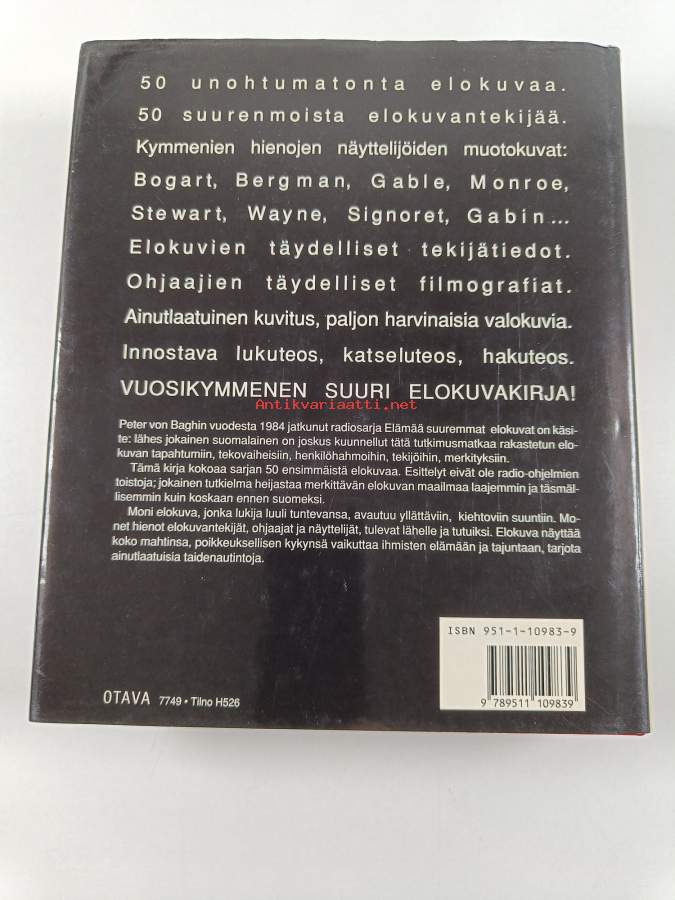 50 unohtumatonta elokuvaa.
50 suurenmoista elokuvantekijää.
Kymmenien hienojen näyttelijöiden muotokuvat:
Bogart, Bergman, Gable, Monroe,
Stewart, Wayne, Signoret, Gabin...
Elokuvien täydelliset tekijätiedot.
Ohjaajien täydelliset filmografiat.
Ainutlaatuinen kuvitus, paljon harvinaisia valokuvia.
Innostava lukuteos, katseluteos, hakuteos.
VUOSIKYMMENEN SUURI ELOKUVAKIRJA!
Antikvariaatti.net
Peter von Baghin vuodesta 1984 jatkunut radiosarja Elämää suuremmat elokuvat on käsi-
te: lähes jokainen suomalainen on joskus kuunnellut tätä tutkimusmatkaa rakastetun elo-
kuvan tapahtumiin, tekovaiheisiin, henkilöhahmoihin, tekijöihin, merkityksiin.
Tämä kirja kokoaa sarjan 50 ensimmäistä elokuvaa. Esittelyt eivät ole radio-ohjelmien
toistoja; jokainen tutkielma heijastaa merkittävän elokuvan maailmaa laajemmin ja täsmäl-
lisemmin kuin koskaan ennen suomeksi.
Moni elokuva, jonka lukija luuli tuntevansa, avautuu yllättäviin, kiehtoviin suuntiin. Mo-
net hienot elokuvantekijät, ohjaajat ja näyttelijät, tulevat lähelle ja tutuiksi. Elokuva näyttää
koko mahtinsa, poikkeuksellisen kykynsä vaikuttaa ihmisten elämään ja tajuntaan, tarjota
ainutlaatuisia taidenautintoja.
ISBN 951-1-10983-9
9 789511 109839
OTAVA 7749 • Tilno H526